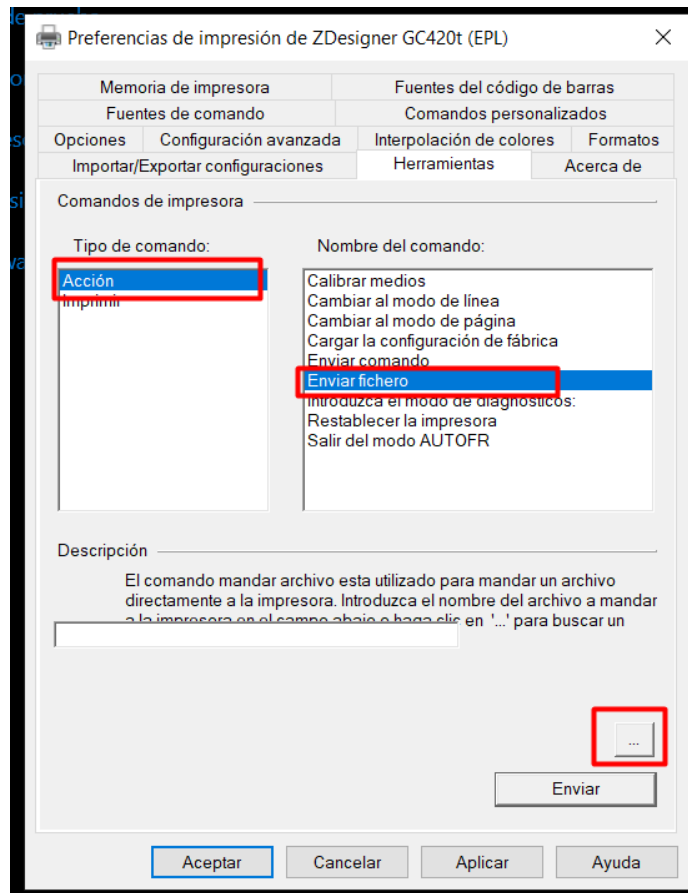 Preferencias de impresión de ZDesigner GC420t (EPL)
Memoria de impresora
Fuentes del código de barras
Fuentes de comando
Comandos personalizados
Opciones
Configuración avanzada
Interpolación de colores
Formatos
Importar/Exportar configuraciones
Herramientas
Acerca de
Comandos de impresora
Tipo de comando:
Nombre del comando:
Acción
Imprimir
Calibrar medios
Cambiar al modo de línea
Cambiar al modo de página
Cargar la configuración de fábrica
Enviar comando
Enviar fichero
Introduzca el modo de diagnósticos:
Restablecer la impresora
Salir del modo AUTOFR
Descripción
El comando mandar archivo esta utilizado para mandar un archivo
directamente a la impresora. Introduzca el nombre del archivo a mandar
a la impresora en el campo abajo o haga clic en '...' para buscar un
...
Enviar
Aceptar
Cancelar
Aplicar
Ayuda